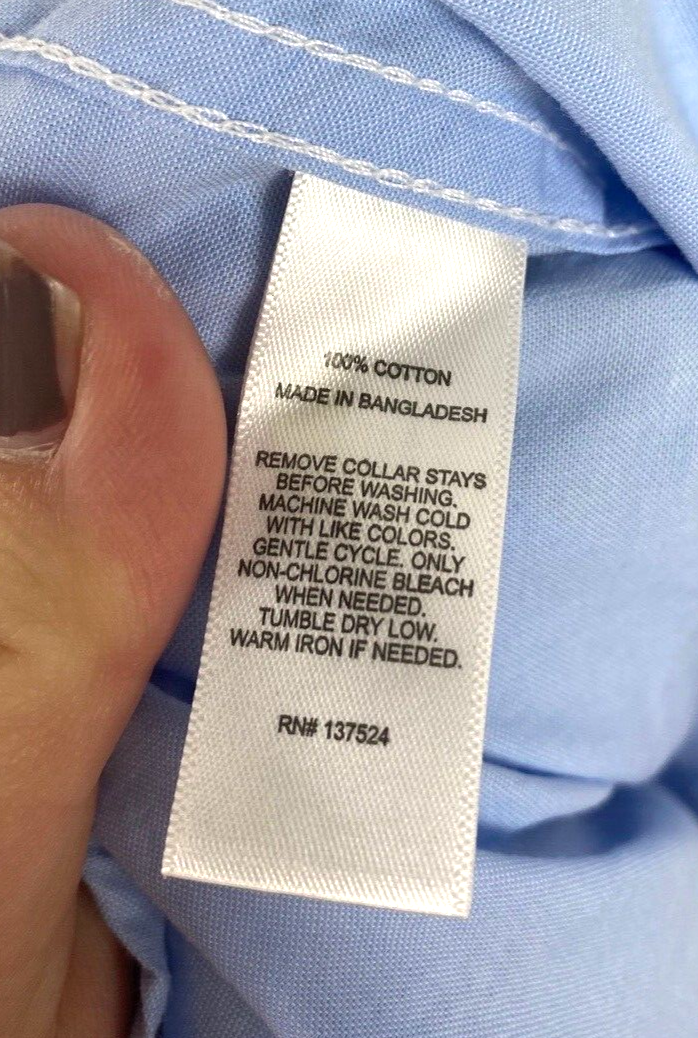 100% COTTON
MADE IN BANGLADESH
REMOVE COLLAR STAYS
BEFORE WASHING.
MACHINE WASH COLD
WITH LIKE COLORS.
GENTLE CYCLE. ONLY
NON-CHLORINE BLEACH
WHEN NEEDED.
TUMBLE DRY LOW.
WARM IRON IF NEEDED.
RN# 137524